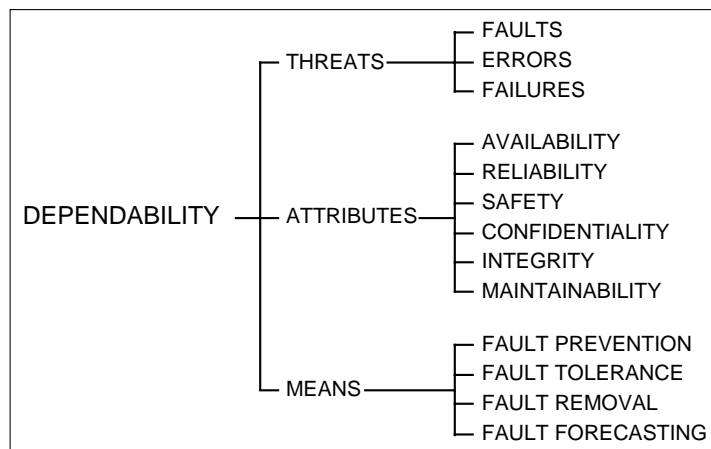 FAULTS
THREATS
ERRORS
FAILURES
AVAILABILITY
RELIABILITY
SAFETY
DEPENDABILITY
ATTRIBUTES
CONFIDENTIALITY
INTEGRITY
MAINTAINABILITY
FAULT PREVENTION
FAULT TOLERANCE
MEANS
FAULT REMOVAL
FAULT FORECASTING